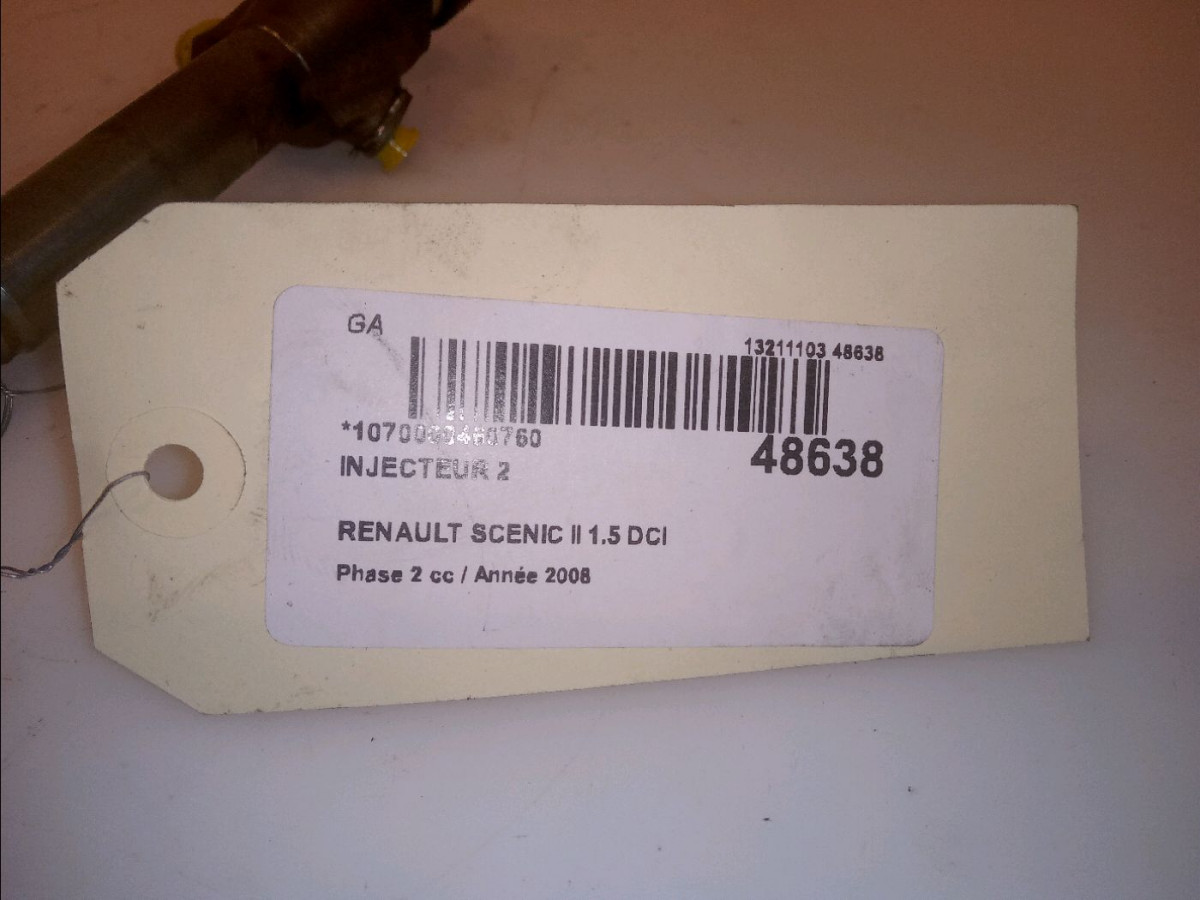 GA
13211103 48638
48638
INJECTEUR 2
RENAULT SCENIC II 1.5 DCI
Phase 2 cc / Année 2008